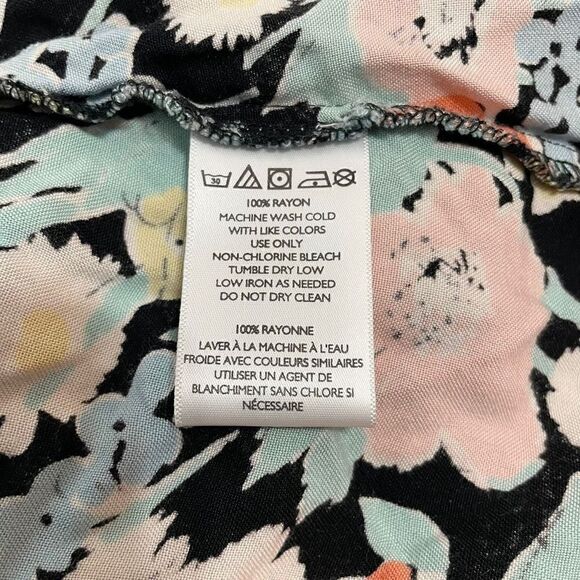 30
100% RAYON
MACHINE WASH COLD
WITH LIKE COLORS
USE ONLY
NON-CHLORINE BLEACH
TUMBLE DRY LOW
LOW IRON AS NEEDED
DO NOT DRY CLEAN
100% RAYONNE
LAVER À LA MACHINE À L'EAU
FROIDE AVEC COULEURS SIMILAIRES
UTILISER UN AGENT DE
BLANCHIMENT SANS CHLORE SI
NÉCESSAIRE